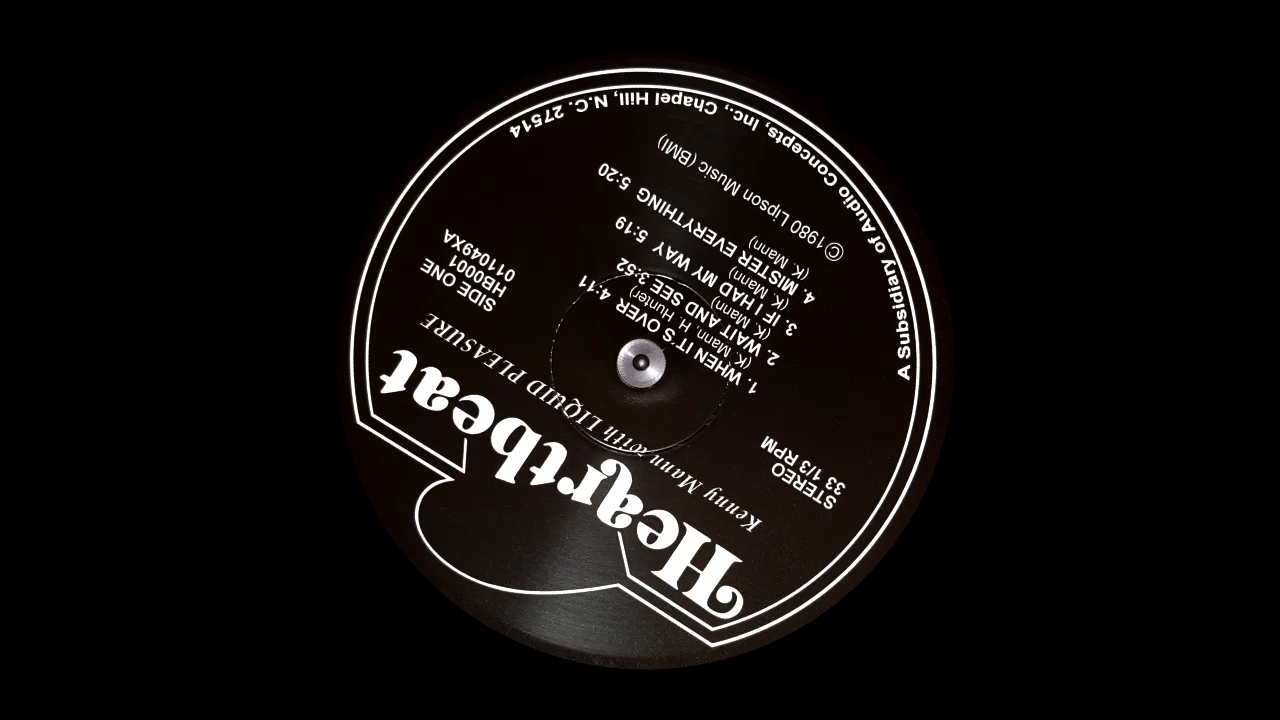 Heartbeat
Kenny Mann with LIQUID PLEASURE
STEREO
33 1/3 RPM
SIDE ONE
HB0001
011049XA
1. WHEN IT'S OVER 4:11
(K. Mann, H. Hunter)
2. WAIT AND SEE 3:52
(K. Mann)
3. IF I HAD MY WAY 5:19
(K. Mann)
4. MISTER EVERYTHING 5:20
(K. Mann)
©1980 Lipson Music (BMI)
A Subsidiary of Audio Concepts, Inc., Chapel Hill, N.C. 27514